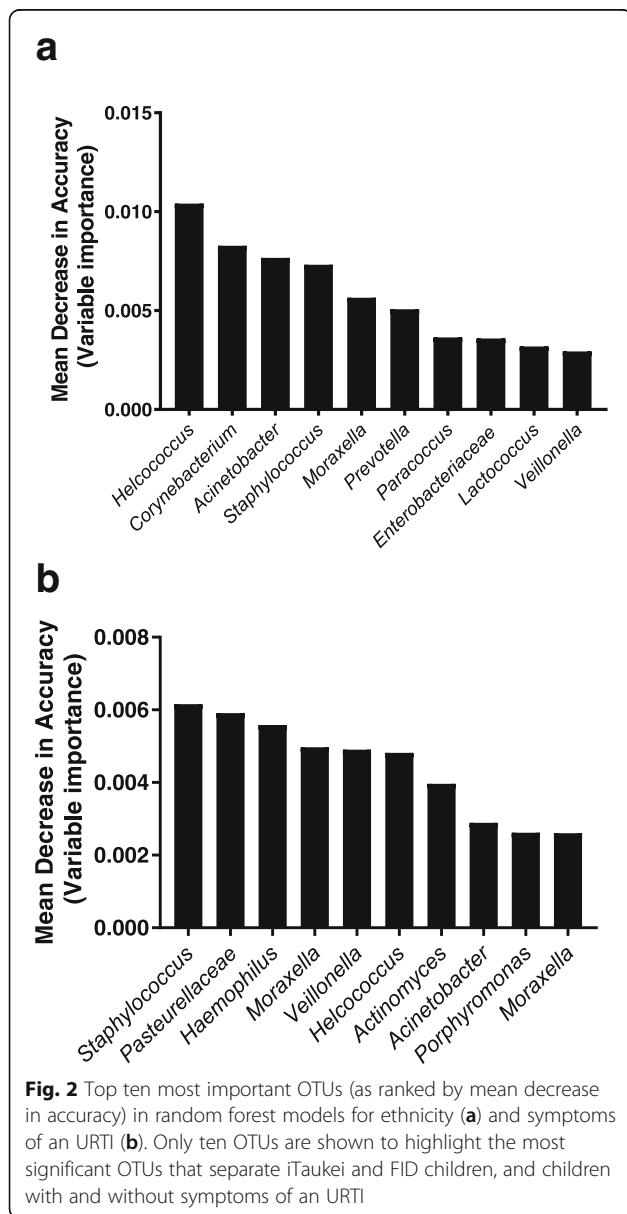 a
Mean Decrease in Accuracy
(Variable importance)
0.015
0.010
0.005
0.000
Helcococcus
Corynebacterium
Acinetobacter
Staphylococcus
Moraxella
Prevotella
Paracoccus
Enterobacteriaceae
Lactococcus
Veillonella
b
Mean Decrease in Accuracy
(Variable importance)
0.008
0.006
0.004
0.002
0.000
Staphylococcus
Pasteurellaceae
Haemophilus
Moraxella
Veillonella
Helcococcus
Actinomyces
Acinetobacter
Porphyromonas
Moraxella
Fig. 2 Top ten most important OTUs (as ranked by mean decrease
in accuracy) in random forest models for ethnicity (a) and symptoms
of an URTI (b). Only ten OTUs are shown to highlight the most
significant OTUs that separate iTaukei and FID children, and children
with and without symptoms of an URTI